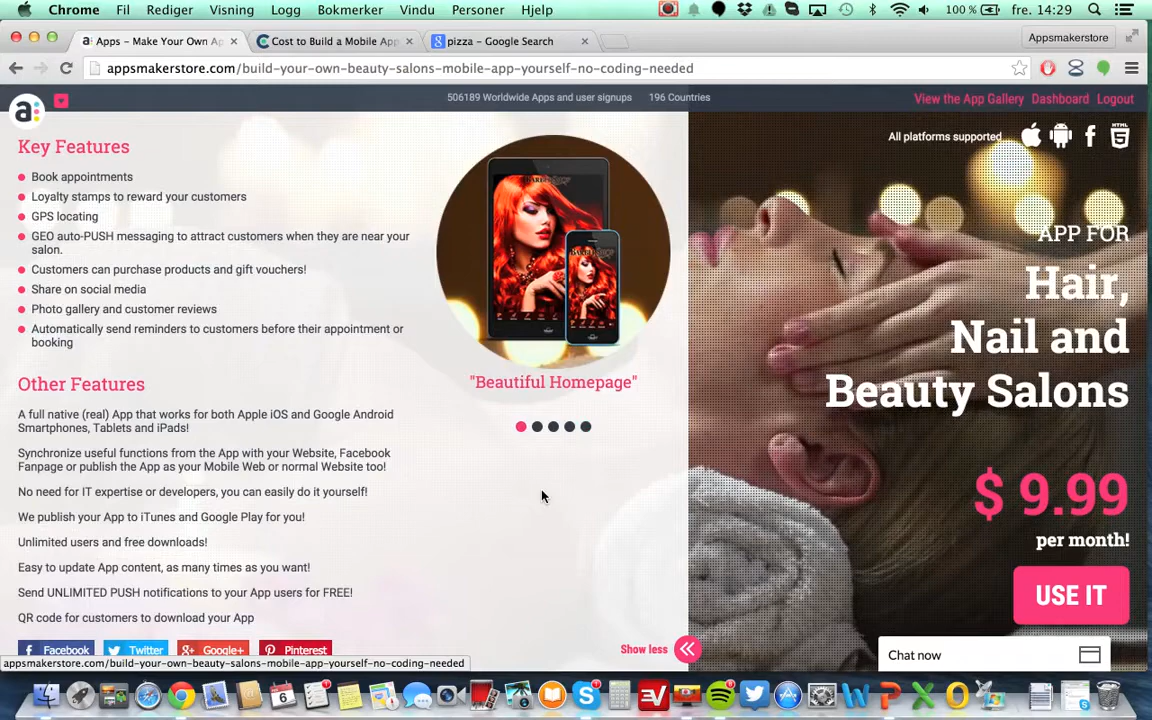 Chrome Fil Rediger Visning Logg Bokmerker Vindu Personer Hjelp 100 % fre. 14:29
Apps – Make Your Own Ap Cost to Build a Mobile App pizza – Google Search Appsmakerstore
appsmakerstore.com/build-your-own-beauty-salons-mobile-app-yourself-no-coding-needed
a: 506189 Worldwide Apps and user signups 196 Countries View the App Gallery Dashboard Logout
All platforms supported f HTML 5
Key Features
Book appointments
Loyalty stamps to reward your customers
GPS locating
GEO auto-PUSH messaging to attract customers when they are near your
salon.
Customers can purchase products and gift vouchers!
Share on social media
Photo gallery and customer reviews
Automatically send reminders to customers before their appointment or
booking
Other Features
A full native (real) App that works for both Apple iOS and Google Android
Smartphones, Tablets and iPads!
Synchronize useful functions from the App with your Website, Facebook
Fanpage or publish the App as your Mobile Web or normal Website too!
No need for IT expertise or developers, you can easily do it yourself!
We publish your App to iTunes and Google Play for you!
Unlimited users and free downloads!
Easy to update App content, as many times as you want!
Send UNLIMITED PUSH notifications to your App users for FREE!
QR code for customers to download your App
Facebook Twitter Google+ Pinterest
"Beautiful Homepage"
Show less
APP FOR
Hair,
Nail and
Beauty Salons
$ 9.99
per month!
USE IT
Chat now
appsmakerstore.com/build-your-own-beauty-salons-mobile-app-yourself-no-coding-needed